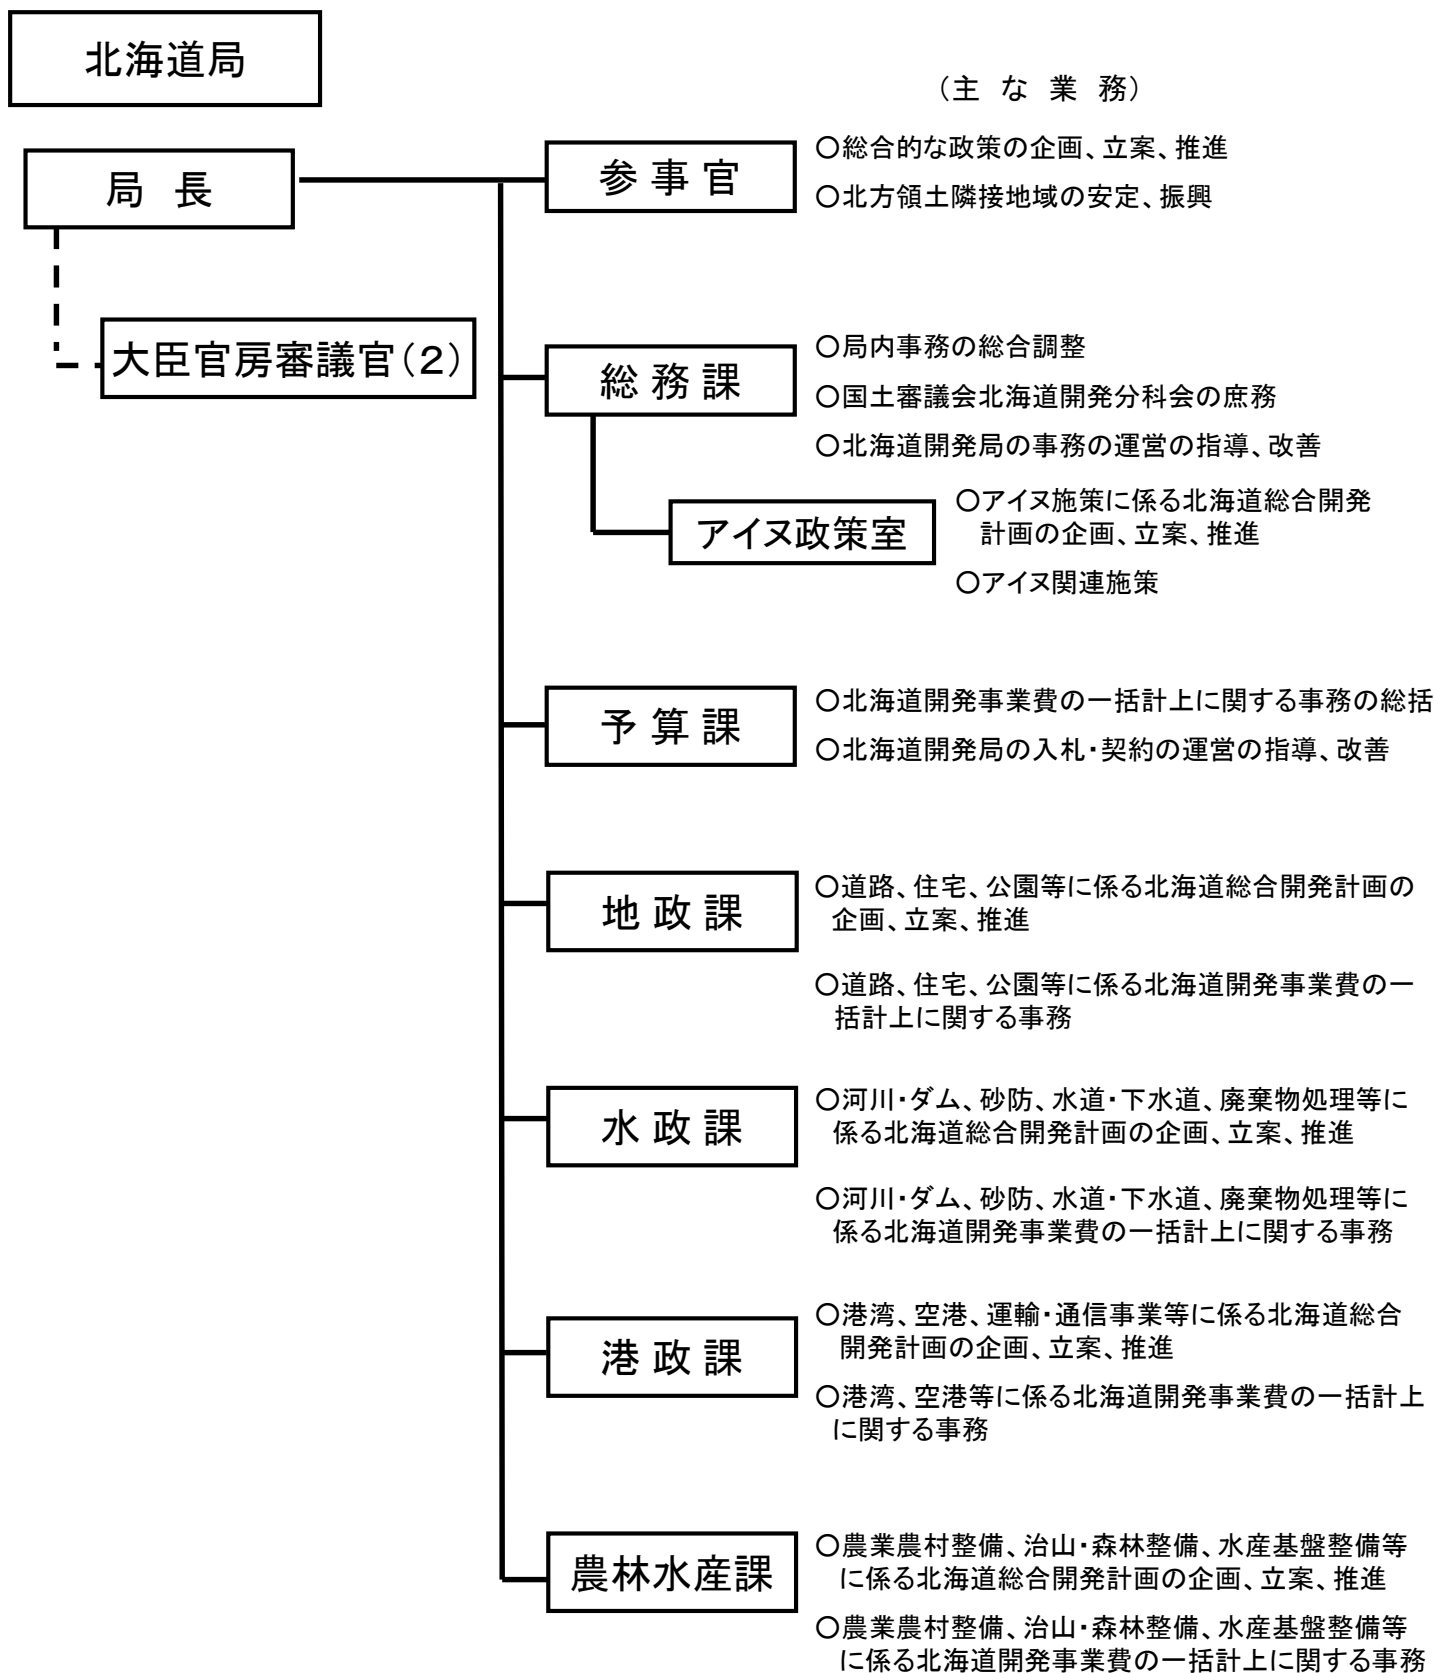 北海道局
（主 な 業 務）
局 長
大臣官房審議官（２）
参 事 官
○総合的な政策の企画、立案、推進
○北方領土隣接地域の安定、振興
総 務 課
○局内事務の総合調整
○国土審議会北海道開発分科会の庶務
○北海道開発局の事務の運営の指導、改善
アイヌ政策室
○アイヌ施策に係る北海道総合開発
計画の企画、立案、推進
○アイヌ関連施策
予 算 課
○北海道開発事業費の一括計上に関する事務の総括
○北海道開発局の入札・契約の運営の指導、改善
地 政 課
○道路、住宅、公園等に係る北海道総合開発計画の
企画、立案、推進
○道路、住宅、公園等に係る北海道開発事業費の一
括計上に関する事務
水 政 課
○河川・ダム、砂防、水道・下水道、廃棄物処理等に
係る北海道総合開発計画の企画、立案、推進
○河川・ダム、砂防、水道・下水道、廃棄物処理等に
係る北海道開発事業費の一括計上に関する事務
港 政 課
○港湾、空港、運輸・通信事業等に係る北海道総合
開発計画の企画、立案、推進
○港湾、空港等に係る北海道開発事業費の一括計上
に関する事務
農林水産課
○農業農村整備、治山・森林整備、水産基盤整備等
に係る北海道総合開発計画の企画、立案、推進
○農業農村整備、治山・森林整備、水産基盤整備等
に係る北海道開発事業費の一括計上に関する事務